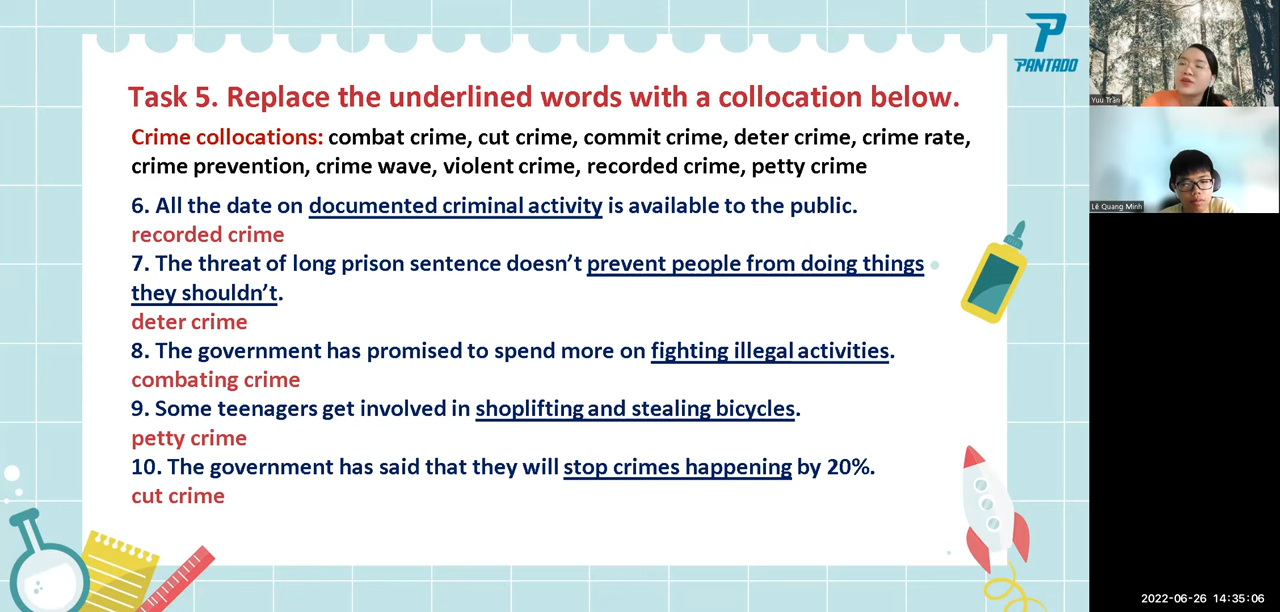 PANTADO
Task 5. Replace the underlined words with a collocation below.
Crime collocations: combat crime, cut crime, commit crime, deter crime, crime rate,
crime prevention, crime wave, violent crime, recorded crime, petty crime
6. All the date on documented criminal activity is available to the public.
recorded crime
7. The threat of long prison sentence doesn’t prevent people from doing things
they shouldn’t.
deter crime
8. The government has promised to spend more on fighting illegal activities.
combating crime
9. Some teenagers get involved in shoplifting and stealing bicycles.
petty crime
10. The government has said that they will stop crimes happening by 20%.
cut crime
Yuu Trần
Lê Quang Minh
2022-06-26 14:35:06